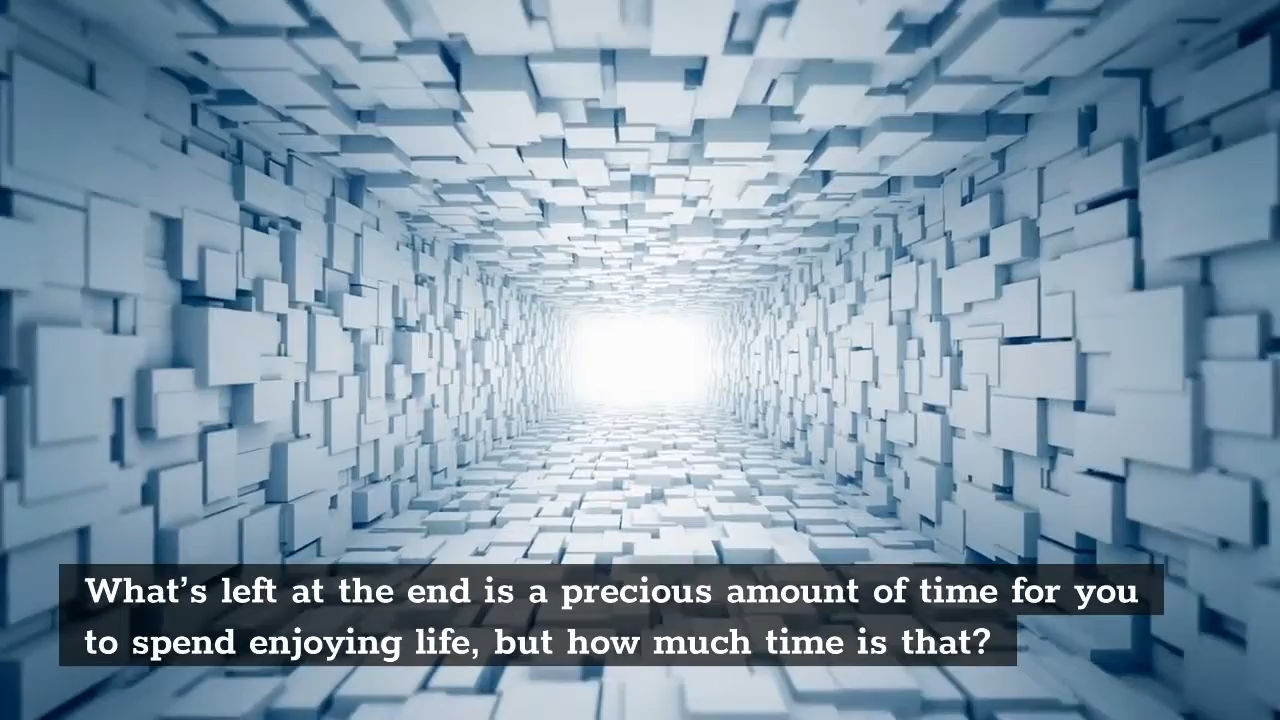 What’s left at the end is a precious amount of time for you
to spend enjoying life, but how much time is that?